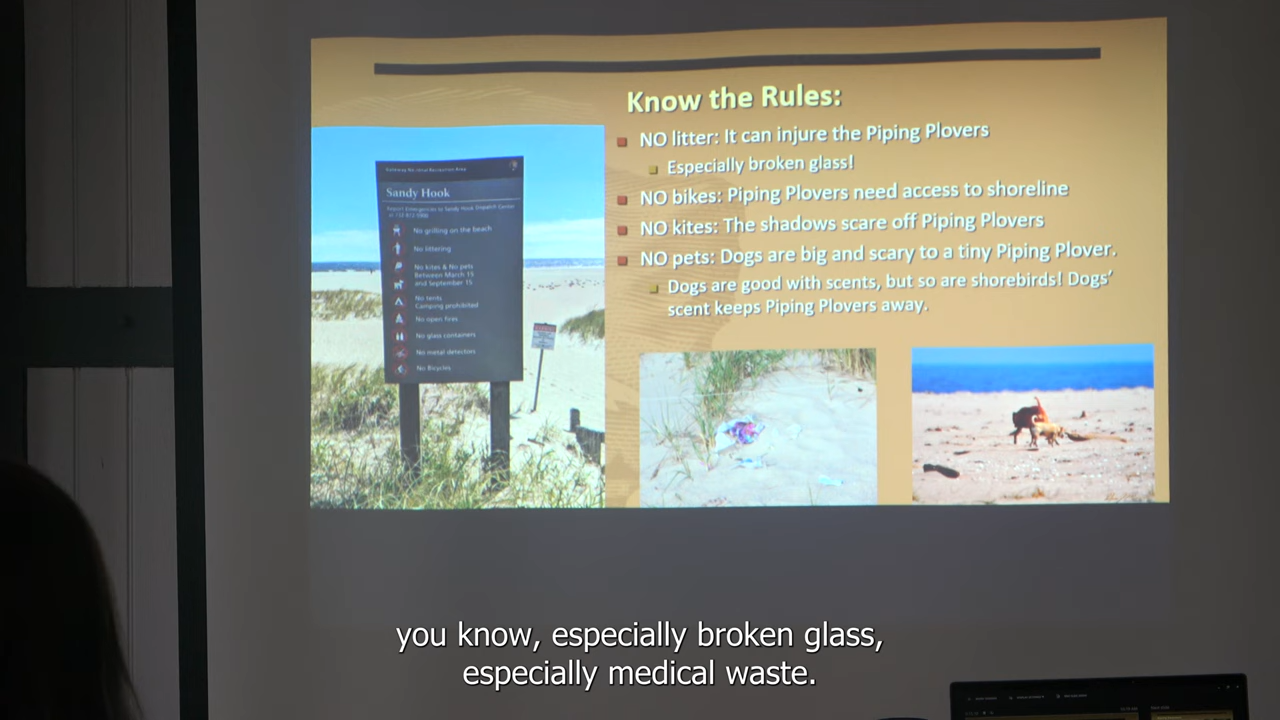 Know the Rules:
NO litter: It can injure the Piping Plovers
Especially broken glass!
NO bikes: Piping Plovers need access to shoreline
NO kites: The shadows scare off Piping Plovers
NO pets: Dogs are big and scary to a tiny Piping Plover.
Dogs are good with scents, but so are shorebirds! Dogs'
scent keeps Piping Plovers away.
Sandy Hook
No grilling on the beach
No littering
No kites & No pets
Between March 15
and September 15
No tents
Camping prohibited
No open fires
No glass containers
No metal detectors
No Bicycles
you know, especially broken glass,
especially medical waste.